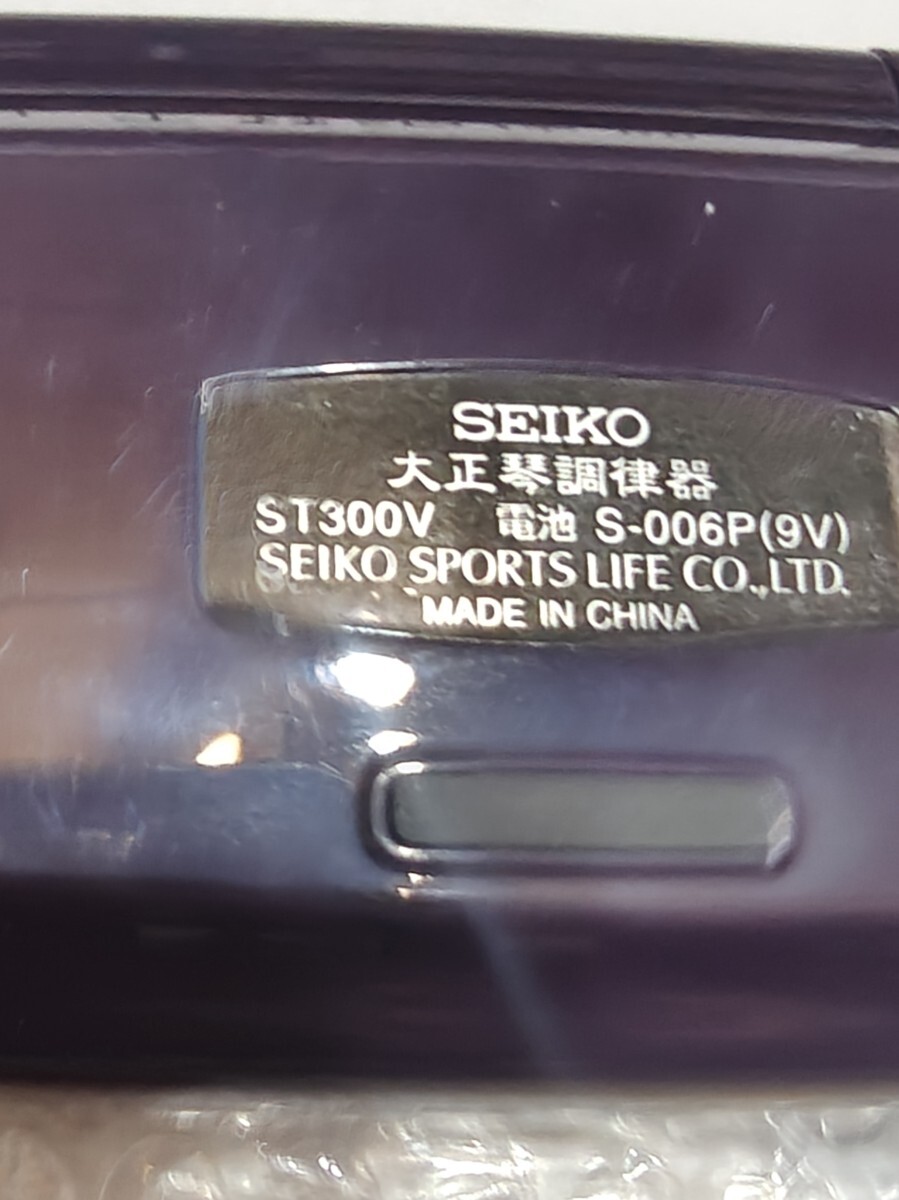 SEIKO
大正琴調律器
ST300V 電池 S-006P(9V)
SEIKO SPORTS LIFE CO.,LTD.
MADE IN CHINA